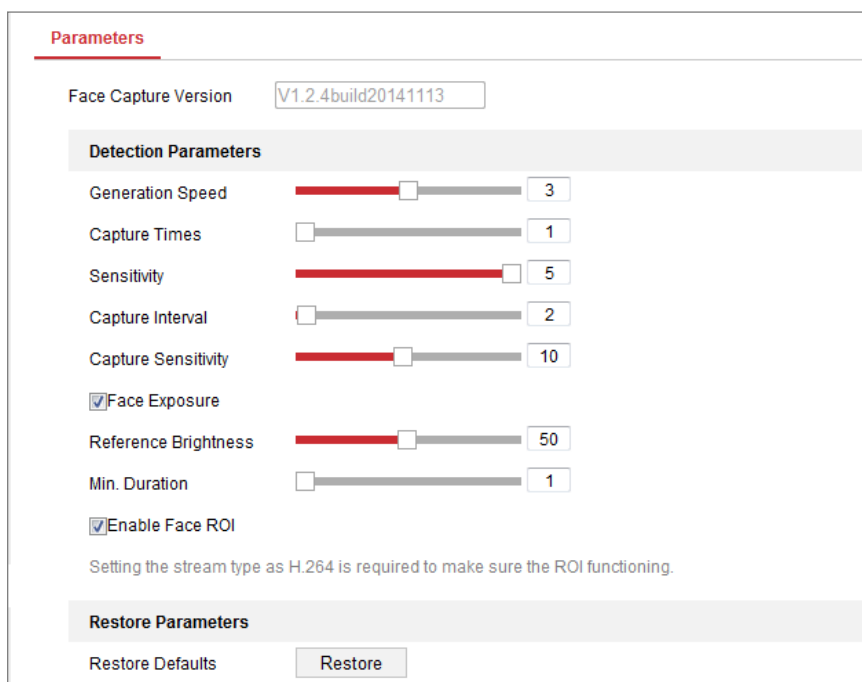 Parameters
Face Capture Version V1.2.4build20141113
Detection Parameters
Generation Speed 3
Capture Times 1
Sensitivity 5
Capture Interval 2
Capture Sensitivity 10
Face Exposure
Reference Brightness 50
Min. Duration 1
Enable Face ROI
Setting the stream type as H.264 is required to make sure the ROI functioning.
Restore Parameters
Restore Defaults Restore